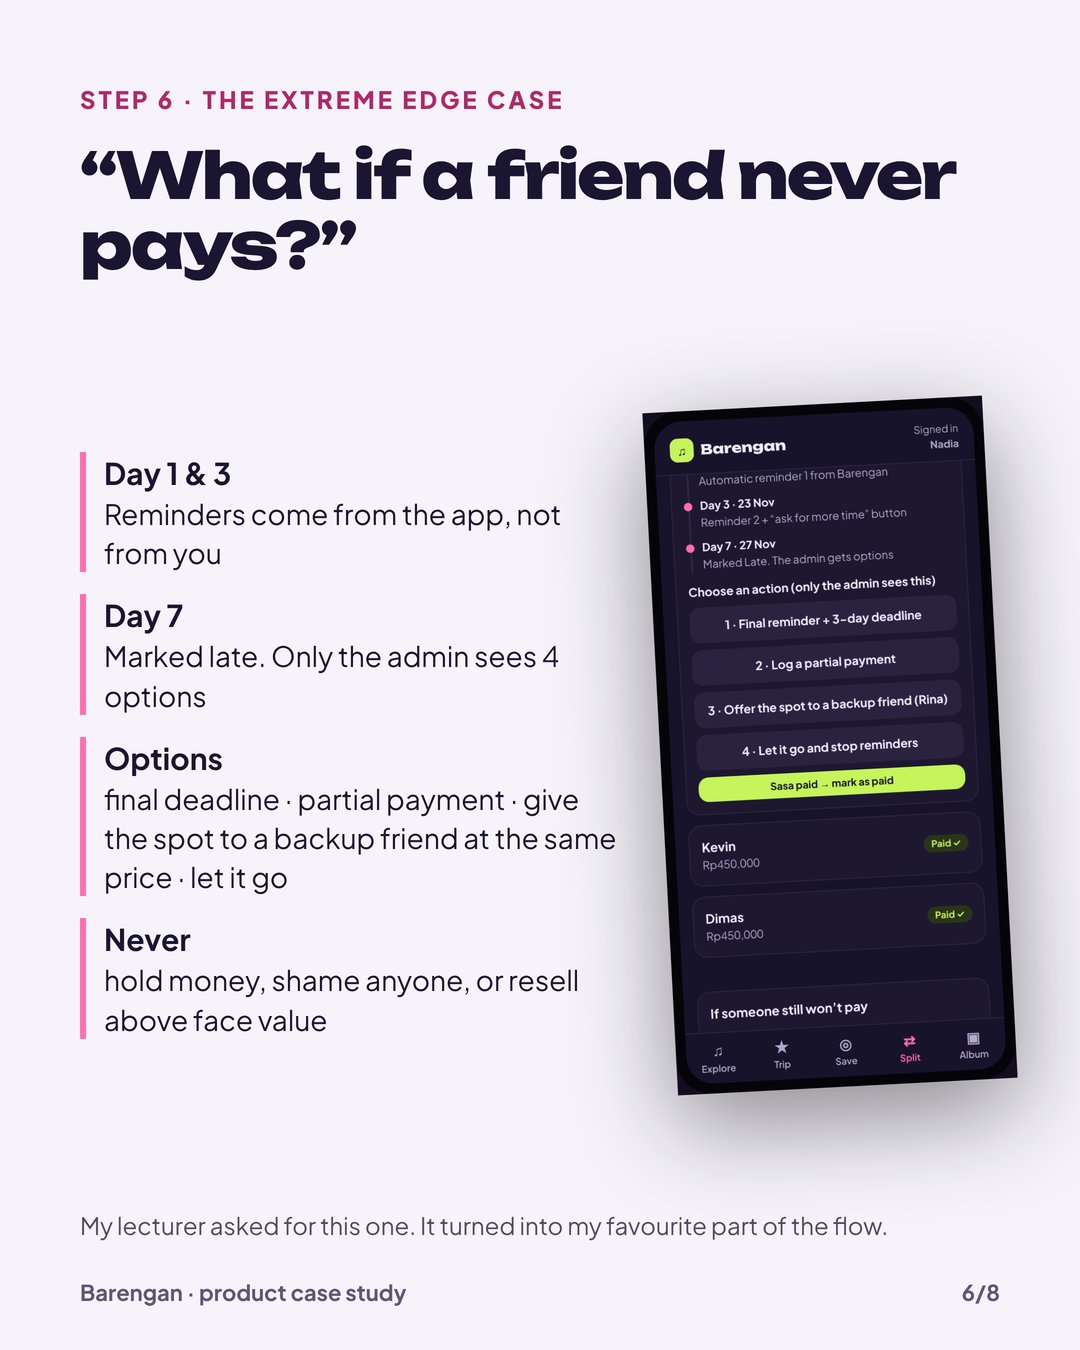 STEP 6 · THE EXTREME EDGE CASE
“What if a friend never
pays?”
Day 1 & 3
Reminders come from the app, not
from you
Day 7
Marked late. Only the admin sees 4
options
Options
final deadline · partial payment · give
the spot to a backup friend at the same
price · let it go
Never
hold money, shame anyone, or resell
above face value
Barengan
Signed in
Nadia
Automatic reminder 1 from Barengan
Day 3 · 23 Nov
Reminder 2 + “ask for more time” button
Day 7 · 27 Nov
Marked Late. The admin gets options
Choose an action (only the admin sees this)
1 · Final reminder + 3-day deadline
2 · Log a partial payment
3 · Offer the spot to a backup friend (Rina)
4 · Let it go and stop reminders
Sasa paid → mark as paid
Kevin
Rp450,000
Paid ✓
Dimas
Rp450,000
Paid ✓
If someone still won’t pay
Explore
Trip
Save
Split
Album
My lecturer asked for this one. It turned into my favourite part of the flow.
Barengan · product case study
6/8